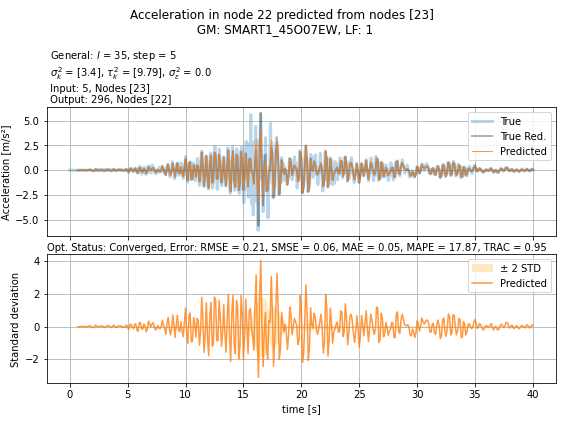 Acceleration in node 22 predicted from nodes [23]
GM: SMART1_45O07EW, LF: 1
General: l = 35, step = 5
σ²ₖ = [3.4], τ²ₖ = [9.79], σ²ε = 0.0
Input: 5, Nodes [23]
Output: 296, Nodes [22]
Acceleration [m/s²]
5.0
2.5
0.0
−2.5
−5.0
True
True Red.
Predicted
Opt. Status: Converged, Error: RMSE = 0.21, SMSE = 0.06, MAE = 0.05, MAPE = 17.87, TRAC = 0.95
Standard deviation
4
2
0
−2
± 2 STD
Predicted
0 5 10 15 20 25 30 35 40
time [s]